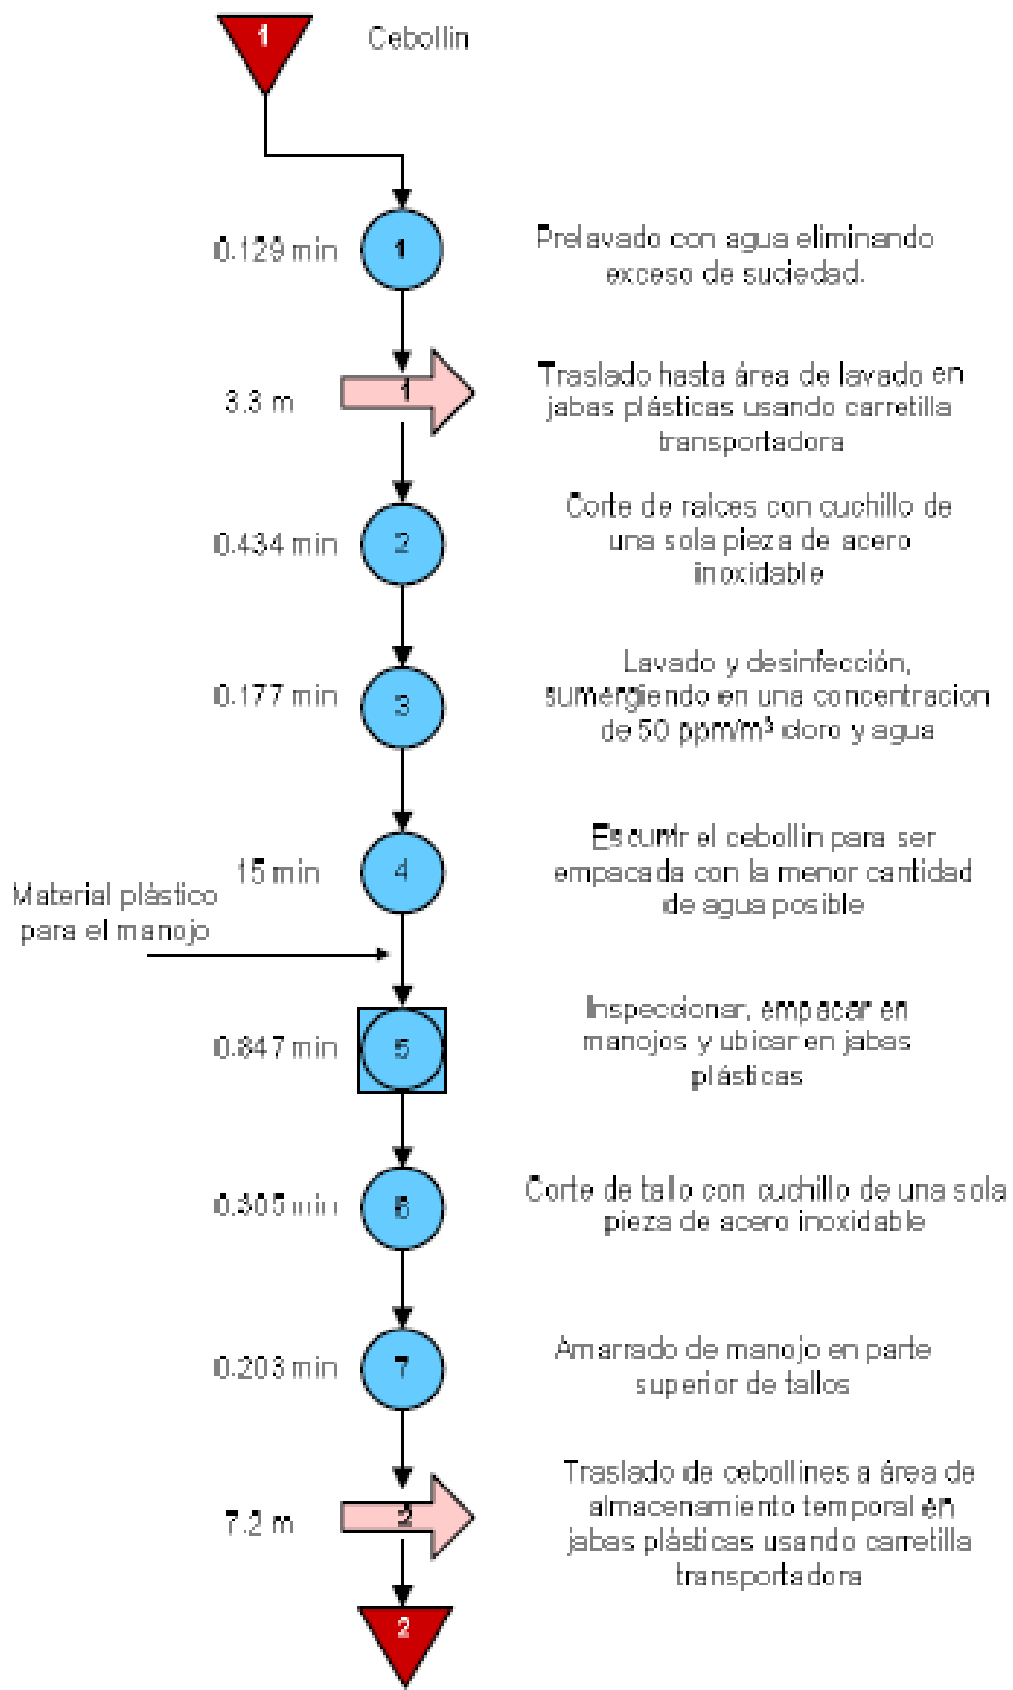 1
Cebollin
0.129 min
1
Prelavado con agua eliminando
exceso de suciedad.
3.3 m
1
Traslado hasta área de lavado en
jabas plásticas usando carretilla
transportadora
0.434 min
2
Corte de raices con cuchillo de
una sola pieza de acero
inoxidable
0.177 min
3
Lavado y desinfección,
sumergiendo en una concentracion
de 50 ppm/m³ cloro y agua
15 min
4
Escurrir el cebollin para ser
empacada con la menor cantidad
de agua posible
Material plástico
para el manojo
0.847 min
5
Inspeccionar, empacar en
manojos y ubicar en jabas
plásticas
min
6
Corte de tallo con cuchillo de una sola
pieza de acero inoxidable
0.203 min
7
Amarrado de manojo en parte
superior de tallos
7.2 m
2
Traslado de cebollines a área de
almacenamiento temporal en
jabas plásticas usando carretilla
transportadora
2